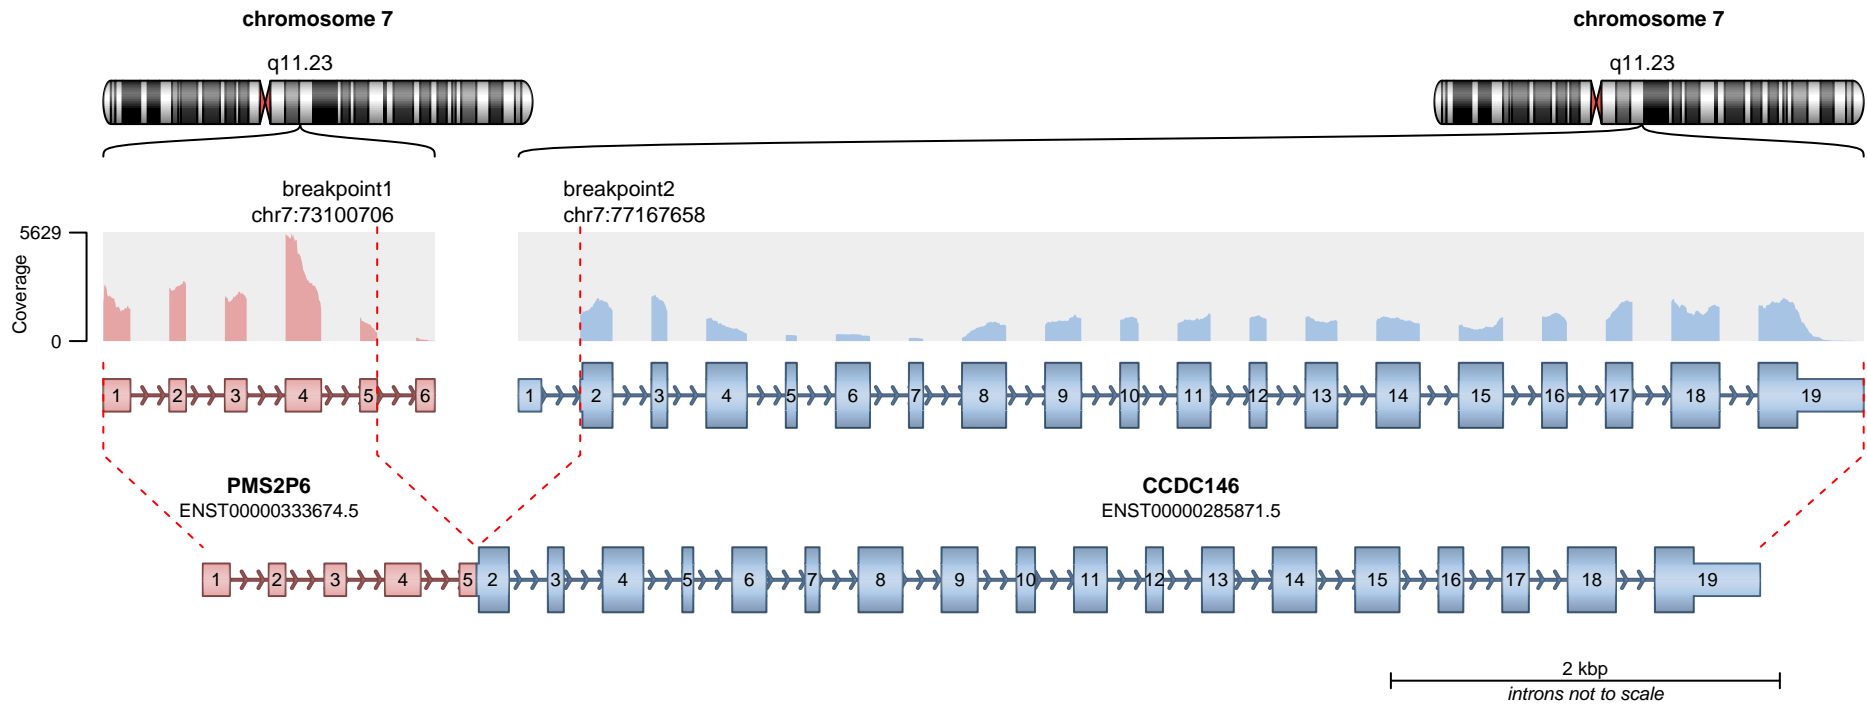 chromosome 7
chromosome 7
q11.23
q11.23
breakpoint1
chr7:73100706
breakpoint2
chr7:77167658
5629
Coverage
0
1 2 3 4 5 6
1 2 3 4 5 6 7 8 9 10 11 12 13 14 15 16 17 18 19
PMS2P6
ENST00000333674.5
CCDC146
ENST00000285871.5
1 2 3 4 5 2 3 4 5 6 7 8 9 10 11 12 13 14 15 16 17 18 19
2 kbp
introns not to scale